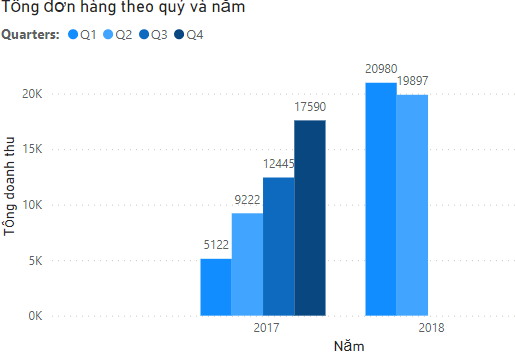 Tổng đơn hàng theo quý và năm
Quarters: Q1 Q2 Q3 Q4
20980
19897
20K
17590
15K
12445
10K
9222
5K
5122
0K
Tổng doanh thu
2017 2018
Năm